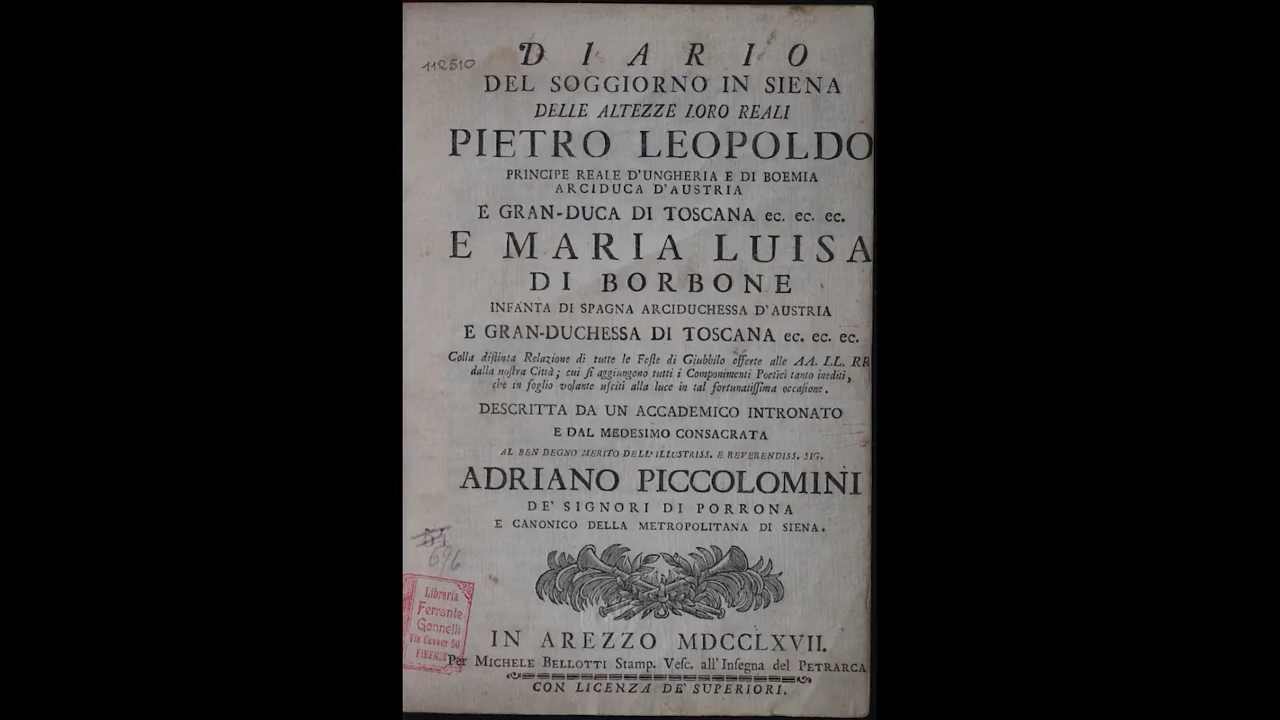 112510
DIARIO
DEL SOGGIORNO IN SIENA
DELLE ALTEZZE LORO REALI
PIETRO LEOPOLDO
PRINCIPE REALE D'UNGHERIA E DI BOEMIA
ARCIDUCA D'AUSTRIA
E GRAN-DUCA DI TOSCANA ec. ec. ec.
E MARIA LUISA
DI BORBONE
INFANTA DI SPAGNA ARCIDUCHESSA D'AUSTRIA
E GRAN-DUCHESSA DI TOSCANA ec. ec. ec.
Colla diſtinta Relazione di tutte le Feſte di Giubbilo offerte alle AA. LL. RR
dalla noſtra Città; cui ſi aggiungono tutti i Componimenti Poetici tanto inediti,
che in foglio volante uſciti alla luce in tal fortunatiſſima occaſione.
DESCRITTA DA UN ACCADEMICO INTRONATO
E DAL MEDESIMO CONSACRATA
AL BEN DEGNO MERITO DELL'ILLUSTRISS. E REVERENDISS. SIG.
ADRIANO PICCOLOMINI
DE' SIGNORI DI PORRONA
E CANONICO DELLA METROPOLITANA DI SIENA.
696
Libreria
Ferrante
Gonnelli
Via Cavour 50
FIRENZE
IN AREZZO MDCCLXVII.
Per MICHELE BELLOTTI Stamp. Veſc. all'Inſegna del PETRARCA
CON LICENZA DE' SUPERIORI.